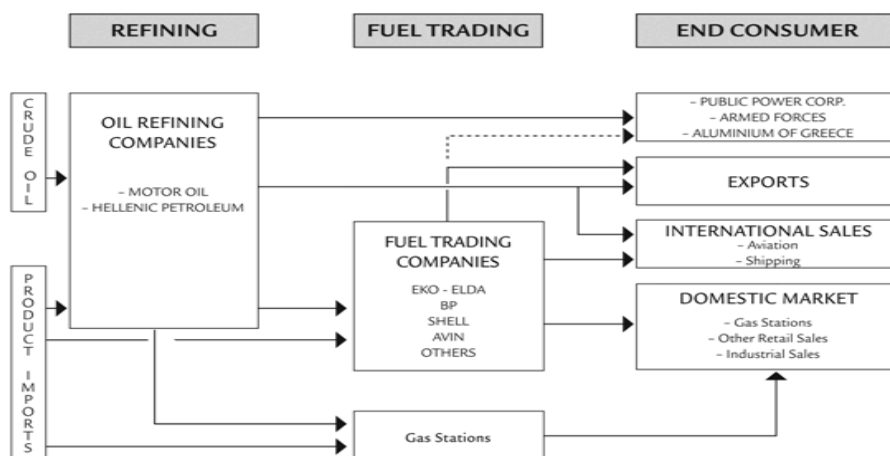 REFINING
FUEL TRADING
END CONSUMER
CRUDE OIL
OIL REFINING
COMPANIES
– MOTOR OIL
– HELLENIC PETROLEUM
– PUBLIC POWER CORP.
– ARMED FORCES
– ALUMINIUM OF GREECE
EXPORTS
INTERNATIONAL SALES
– Aviation
– Shipping
PRODUCT IMPORTS
FUEL TRADING
COMPANIES
EKO - ELDA
BP
SHELL
AVIN
OTHERS
DOMESTIC MARKET
– Gas Stations
– Other Retail Sales
– Industrial Sales
Gas Stations